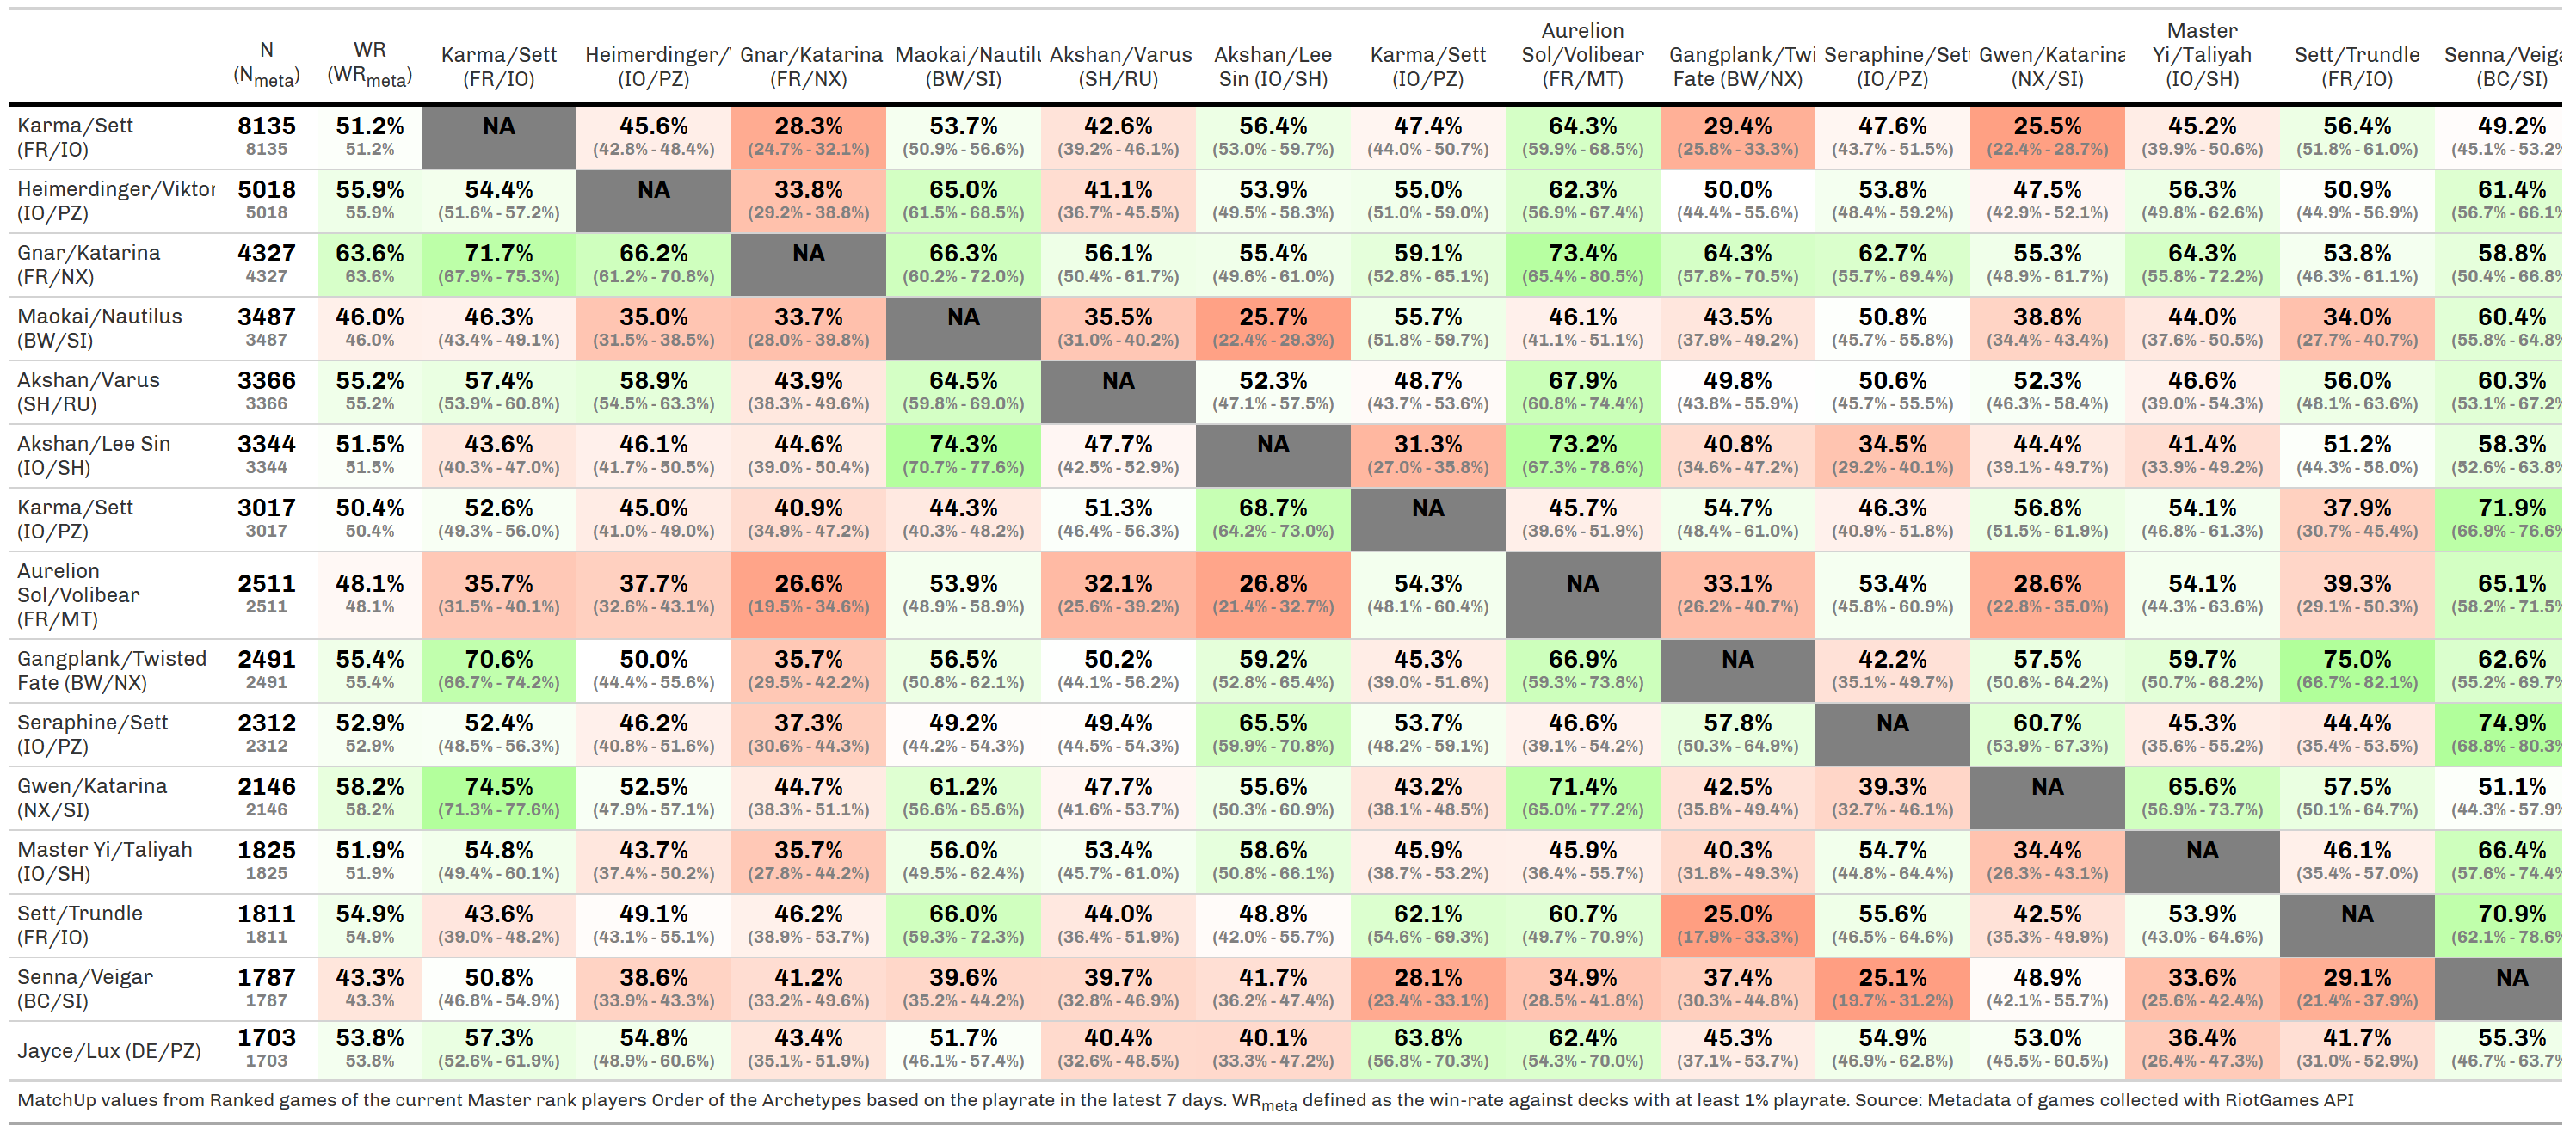 N (Nmeta) WR (WRmeta) Karma/Sett (FR/IO) Heimerdinger/ (IO/PZ) Gnar/Katarina (FR/NX) Maokai/Nautilu (BW/SI) Akshan/Varus (SH/RU) Akshan/Lee Sin (IO/SH) Karma/Sett (IO/PZ) Aurelion Sol/Volibear (FR/MT) Gangplank/Twi Fate (BW/NX) Seraphine/Sett (IO/PZ) Gwen/Katarina (NX/SI) Master Yi/Taliyah (IO/SH) Sett/Trundle (FR/IO) Senna/Veiga (BC/SI)
Karma/Sett 8135 51.2% NA 45.6% 28.3% 53.7% 42.6% 56.4% 47.4% 64.3% 29.4% 47.6% 25.5% 45.2% 56.4% 49.2%
(FR/IO) 8135 51.2% (42.8% - 48.4%) (24.7% - 32.1%) (50.9% - 56.6%) (39.2% - 46.1%) (53.0% - 59.7%) (44.0% - 50.7%) (59.9% - 68.5%) (25.8% - 33.3%) (43.7% - 51.5%) (22.4% - 28.7%) (39.9% - 50.6%) (51.8% - 61.0%) (45.1% - 53.2%
Heimerdinger/Viktor 5018 55.9% 54.4% NA 33.8% 65.0% 41.1% 53.9% 55.0% 62.3% 50.0% 53.8% 47.5% 56.3% 50.9% 61.4%
(IO/PZ) 5018 55.9% (51.6% - 57.2%) (29.2% - 38.8%) (61.5% - 68.5%) (36.7% - 45.5%) (49.5% - 58.3%) (51.0% - 59.0%) (56.9% - 67.4%) (44.4% - 55.6%) (48.4% - 59.2%) (42.9% - 52.1%) (49.8% - 62.6%) (44.9% - 56.9%) (56.7% - 66.1%
Gnar/Katarina 4327 63.6% 71.7% 66.2% NA 66.3% 56.1% 55.4% 59.1% 73.4% 64.3% 62.7% 55.3% 64.3% 53.8% 58.8%
(FR/NX) 4327 63.6% (67.9% - 75.3%) (61.2% - 70.8%) (60.2% - 72.0%) (50.4% - 61.7%) (49.6% - 61.0%) (52.8% - 65.1%) (65.4% - 80.5%) (57.8% - 70.5%) (55.7% - 69.4%) (48.9% - 61.7%) (55.8% - 72.2%) (46.3% - 61.1%) (50.4% - 66.8%
Maokai/Nautilus 3487 46.0% 46.3% 35.0% 33.7% NA 35.5% 25.7% 55.7% 46.1% 43.5% 50.8% 38.8% 44.0% 34.0% 60.4%
(BW/SI) 3487 46.0% (43.4% - 49.1%) (31.5% - 38.5%) (28.0% - 39.8%) (31.0% - 40.2%) (22.4% - 29.3%) (51.8% - 59.7%) (41.1% - 51.1%) (37.9% - 49.2%) (45.7% - 55.8%) (34.4% - 43.4%) (37.6% - 50.5%) (27.7% - 40.7%) (55.8% - 64.8%
Akshan/Varus 3366 55.2% 57.4% 58.9% 43.9% 64.5% NA 52.3% 48.7% 67.9% 49.8% 50.6% 52.3% 46.6% 56.0% 60.3%
(SH/RU) 3366 55.2% (53.9% - 60.8%) (54.5% - 63.3%) (38.3% - 49.6%) (59.8% - 69.0%) (47.1% - 57.5%) (43.7% - 53.6%) (60.8% - 74.4%) (43.8% - 55.9%) (45.7% - 55.5%) (46.3% - 58.4%) (39.0% - 54.3%) (48.1% - 63.6%) (53.1% - 67.2%
Akshan/Lee Sin 3344 51.5% 43.6% 46.1% 44.6% 74.3% 47.7% NA 31.3% 73.2% 40.8% 34.5% 44.4% 41.4% 51.2% 58.3%
(IO/SH) 3344 51.5% (40.3% - 47.0%) (41.7% - 50.5%) (39.0% - 50.4%) (70.7% - 77.6%) (42.5% - 52.9%) (27.0% - 35.8%) (67.3% - 78.6%) (34.6% - 47.2%) (29.2% - 40.1%) (39.1% - 49.7%) (33.9% - 49.2%) (44.3% - 58.0%) (52.6% - 63.8%
Karma/Sett 3017 50.4% 52.6% 45.0% 40.9% 44.3% 51.3% 68.7% NA 45.7% 54.7% 46.3% 56.8% 54.1% 37.9% 71.9%
(IO/PZ) 3017 50.4% (49.3% - 56.0%) (41.0% - 49.0%) (34.9% - 47.2%) (40.3% - 48.2%) (46.4% - 56.3%) (64.2% - 73.0%) (39.6% - 51.9%) (48.4% - 61.0%) (40.9% - 51.8%) (51.5% - 61.9%) (46.8% - 61.3%) (30.7% - 45.4%) (66.9% - 76.6%
Aurelion
Sol/Volibear 2511 48.1% 35.7% 37.7% 26.6% 53.9% 32.1% 26.8% 54.3% NA 33.1% 53.4% 28.6% 54.1% 39.3% 65.1%
(FR/MT) 2511 48.1% (31.5% - 40.1%) (32.6% - 43.1%) (19.5% - 34.6%) (48.9% - 58.9%) (25.6% - 39.2%) (21.4% - 32.7%) (48.1% - 60.4%) (26.2% - 40.7%) (45.8% - 60.9%) (22.8% - 35.0%) (44.3% - 63.6%) (29.1% - 50.3%) (58.2% - 71.5%
Gangplank/Twisted 2491 55.4% 70.6% 50.0% 35.7% 56.5% 50.2% 59.2% 45.3% 66.9% NA 42.2% 57.5% 59.7% 75.0% 62.6%
Fate (BW/NX) 2491 55.4% (66.7% - 74.2%) (44.4% - 55.6%) (29.5% - 42.2%) (50.8% - 62.1%) (44.1% - 56.2%) (52.8% - 65.4%) (39.0% - 51.6%) (59.3% - 73.8%) (35.1% - 49.7%) (50.6% - 64.2%) (50.7% - 68.2%) (66.7% - 82.1%) (55.2% - 69.7%
Seraphine/Sett 2312 52.9% 52.4% 46.2% 37.3% 49.2% 49.4% 65.5% 53.7% 46.6% 57.8% NA 60.7% 45.3% 44.4% 74.9%
(IO/PZ) 2312 52.9% (48.5% - 56.3%) (40.8% - 51.6%) (30.6% - 44.3%) (44.2% - 54.3%) (44.5% - 54.3%) (59.9% - 70.8%) (48.2% - 59.1%) (39.1% - 54.2%) (50.3% - 64.9%) (53.9% - 67.3%) (35.6% - 55.2%) (35.4% - 53.5%) (68.8% - 80.3%
Gwen/Katarina 2146 58.2% 74.5% 52.5% 44.7% 61.2% 47.7% 55.6% 43.2% 71.4% 42.5% 39.3% NA 65.6% 57.5% 51.1%
(NX/SI) 2146 58.2% (71.3% - 77.6%) (47.9% - 57.1%) (38.3% - 51.1%) (56.6% - 65.6%) (41.6% - 53.7%) (50.3% - 60.9%) (38.1% - 48.5%) (65.0% - 77.2%) (35.8% - 49.4%) (32.7% - 46.1%) (56.9% - 73.7%) (50.1% - 64.7%) (44.3% - 57.9%
Master Yi/Taliyah 1825 51.9% 54.8% 43.7% 35.7% 56.0% 53.4% 58.6% 45.9% 45.9% 40.3% 54.7% 34.4% NA 46.1% 66.4%
(IO/SH) 1825 51.9% (49.4% - 60.1%) (37.4% - 50.2%) (27.8% - 44.2%) (49.5% - 62.4%) (45.7% - 61.0%) (50.8% - 66.1%) (38.7% - 53.2%) (36.4% - 55.7%) (31.8% - 49.3%) (44.8% - 64.4%) (26.3% - 43.1%) (35.4% - 57.0%) (57.6% - 74.4%
Sett/Trundle 1811 54.9% 43.6% 49.1% 46.2% 66.0% 44.0% 48.8% 62.1% 60.7% 25.0% 55.6% 42.5% 53.9% NA 70.9%
(FR/IO) 1811 54.9% (39.0% - 48.2%) (43.1% - 55.1%) (38.9% - 53.7%) (59.3% - 72.3%) (36.4% - 51.9%) (42.0% - 55.7%) (54.6% - 69.3%) (49.7% - 70.9%) (17.9% - 33.3%) (46.5% - 64.6%) (35.3% - 49.9%) (43.0% - 64.6%) (62.1% - 78.6%
Senna/Veigar 1787 43.3% 50.8% 38.6% 41.2% 39.6% 39.7% 41.7% 28.1% 34.9% 37.4% 25.1% 48.9% 33.6% 29.1% NA
(BC/SI) 1787 43.3% (46.8% - 54.9%) (33.9% - 43.3%) (33.2% - 49.6%) (35.2% - 44.2%) (32.8% - 46.9%) (36.2% - 47.4%) (23.4% - 33.1%) (28.5% - 41.8%) (30.3% - 44.8%) (19.7% - 31.2%) (42.1% - 55.7%) (25.6% - 42.4%) (21.4% - 37.9%)
Jayce/Lux (DE/PZ) 1703 53.8% 57.3% 54.8% 43.4% 51.7% 40.4% 40.1% 63.8% 62.4% 45.3% 54.9% 53.0% 36.4% 41.7% 55.3%
1703 53.8% (52.6% - 61.9%) (48.9% - 60.6%) (35.1% - 51.9%) (46.1% - 57.4%) (32.6% - 48.5%) (33.3% - 47.2%) (56.8% - 70.3%) (54.3% - 70.0%) (37.1% - 53.7%) (46.9% - 62.8%) (45.5% - 60.5%) (26.4% - 47.3%) (31.0% - 52.9%) (46.7% - 63.7%
MatchUp values from Ranked games of the current Master rank players Order of the Archetypes based on the playrate in the latest 7 days. WRmeta defined as the win-rate against decks with at least 1% playrate. Source: Metadata of games collected with RiotGames API